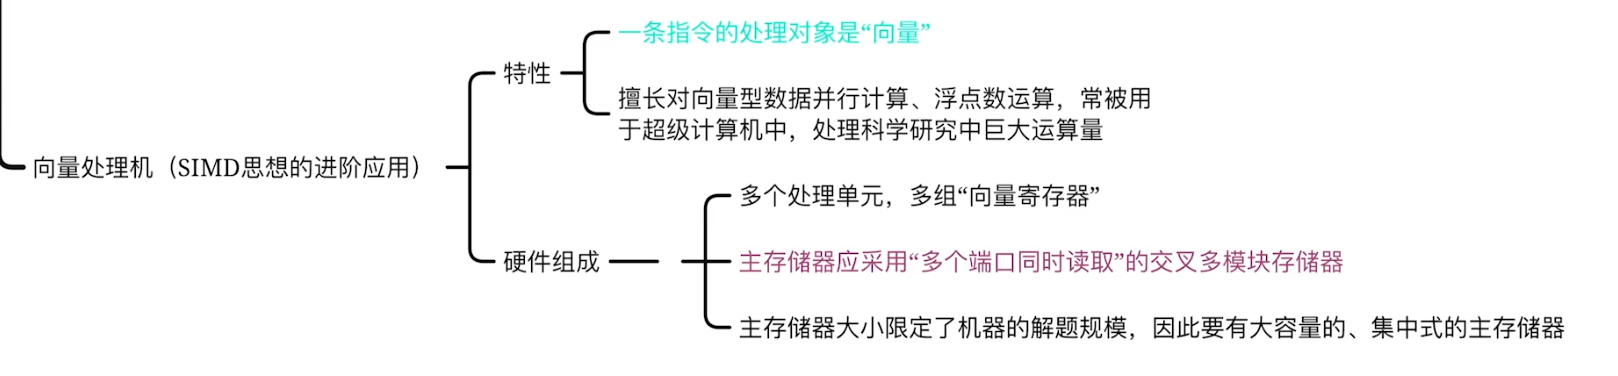 一条指令的处理对象是“向量”
特性
擅长对向量型数据并行计算、浮点数运算，常被用
于超级计算机中，处理科学研究中巨大运算量
向量处理机（SIMD思想的进阶应用）
多个处理单元，多组“向量寄存器”
硬件组成
主存储器应采用“多个端口同时读取”的交叉多模块存储器
主存储器大小限定了机器的解题规模，因此要有大容量的、集中式的主存储器